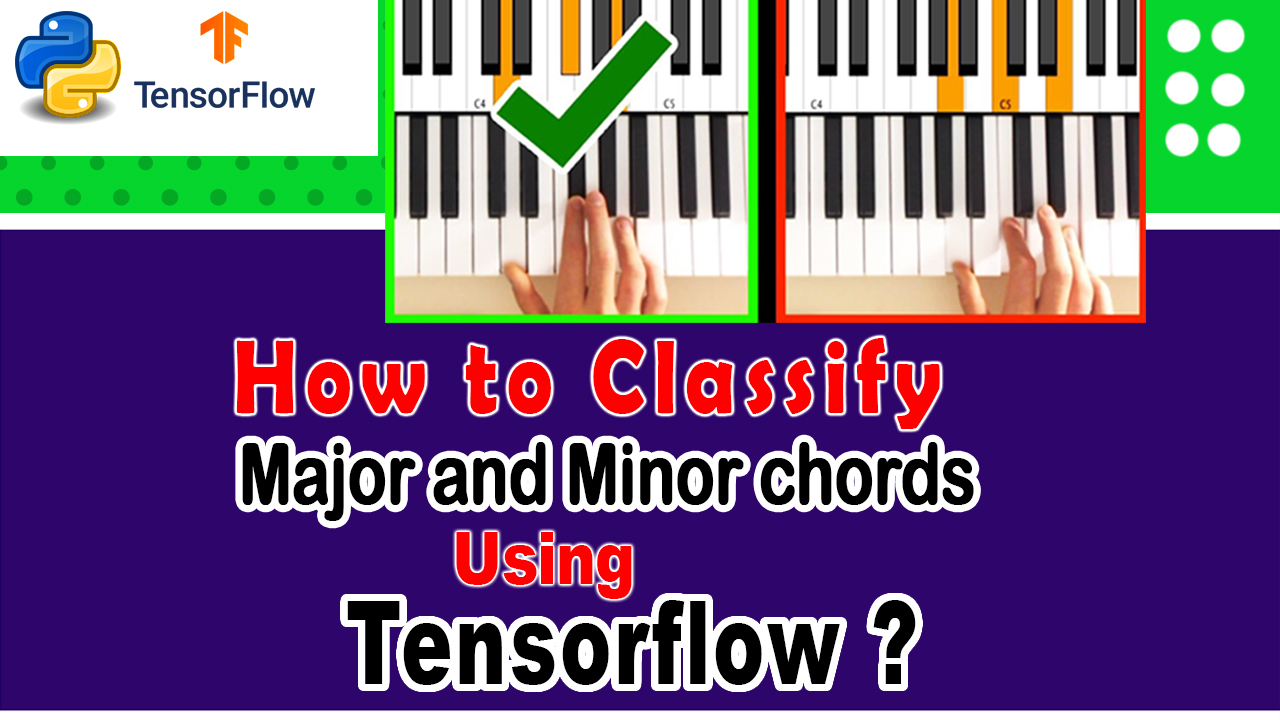 TensorFlow
C4
C5
C4
C5
How to Classify
Major and Minor chords
Using
Tensorflow ?